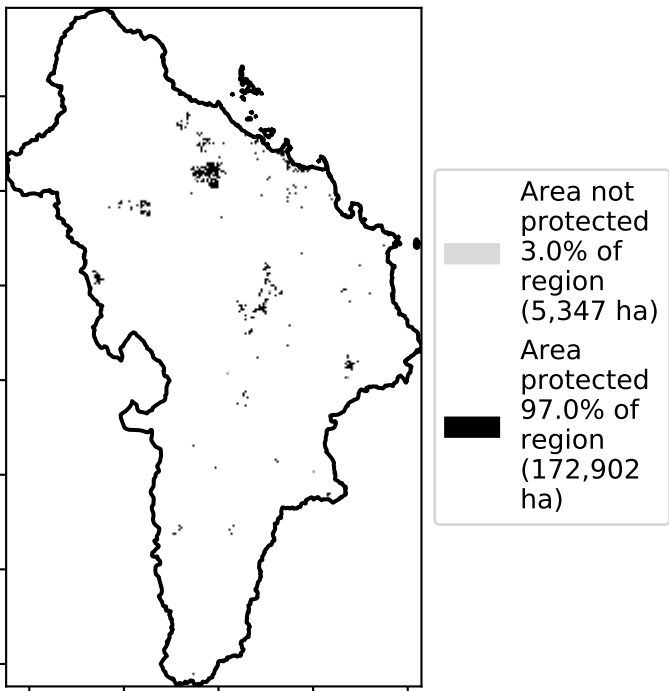 Area not
protected
3.0% of
region
(5,347 ha)
Area
protected
97.0% of
region
(172,902
ha)